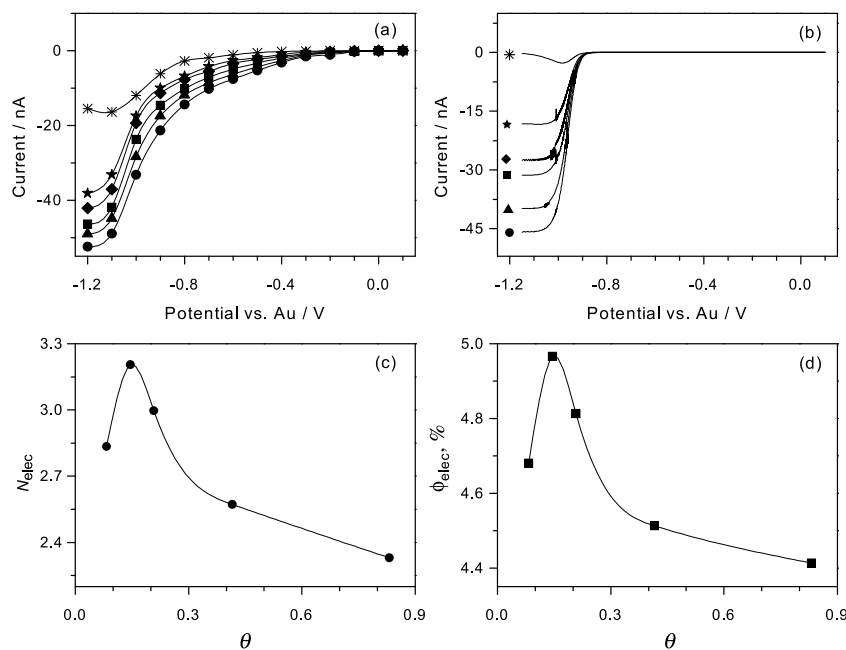 (a)
0
-20
-40
Current / nA
-1.2
-0.8
-0.4
0.0
Potential vs. Au / V
(b)
0
-15
-30
-45
Current / nA
-1.2
-0.8
-0.4
0.0
Potential vs. Au / V
(c)
3.3
3.0
2.7
2.4
N_elec
0.0
0.3
0.6
0.9
θ
(d)
5.0
4.8
4.6
4.4
ϕ_elec, %
0.0
0.3
0.6
0.9
θ